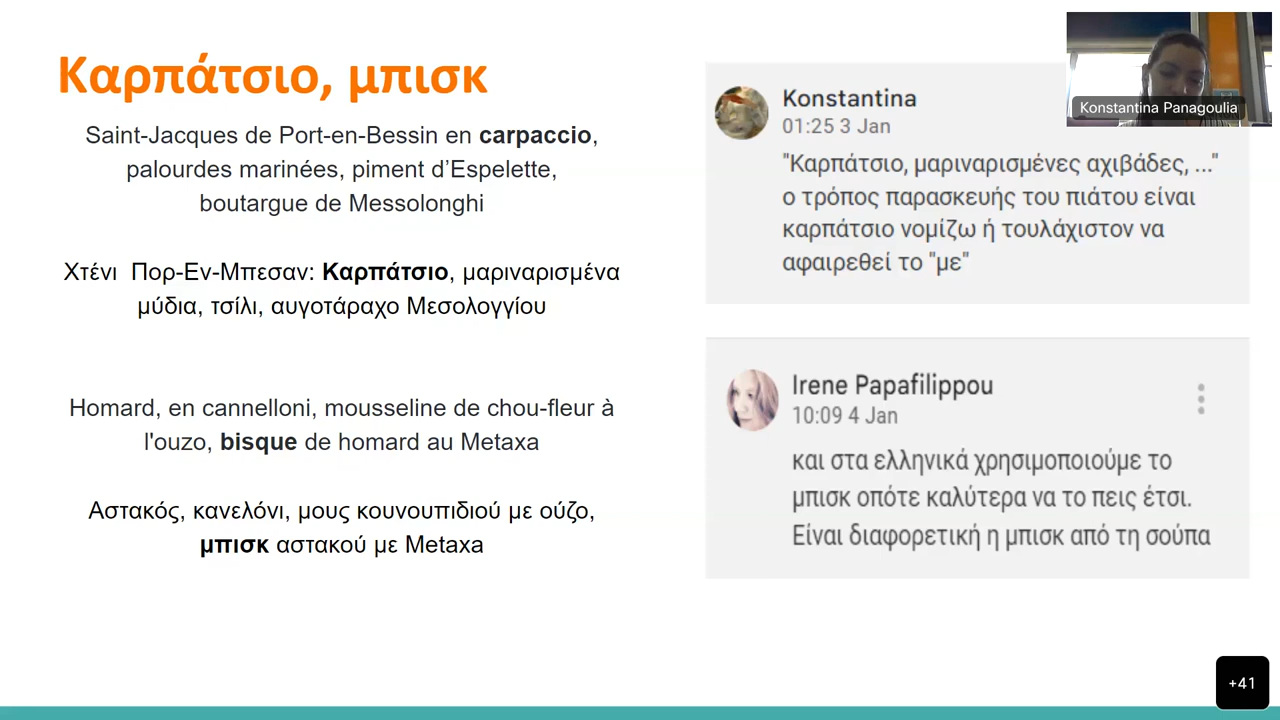 Καρπάτσιο, μπισκ
Saint-Jacques de Port-en-Bessin en carpaccio,
palourdes marinées, piment d’Espelette,
boutargue de Messolonghi
Χτένι Πορ-Εν-Μπεσαν: Καρπάτσιο, μαριναρισμένα
μύδια, τσίλι, αυγοτάραχο Μεσολογγίου
Homard, en cannelloni, mousseline de chou-fleur à
l'ouzo, bisque de homard au Metaxa
Αστακός, κανελόνι, μους κουνουπιδιού με ούζο,
μπισκ αστακού με Metaxa
Konstantina
01:25 3 Jan
"Καρπάτσιο, μαριναρισμένες αχιβάδες, ..."
ο τρόπος παρασκευής του πιάτου είναι
καρπάτσιο νομίζω ή τουλάχιστον να
αφαιρεθεί το "με"
Irene Papafilippou
10:09 4 Jan
και στα ελληνικά χρησιμοποιούμε το
μπισκ οπότε καλύτερα να το πεις έτσι.
Είναι διαφορετική η μπισκ από τη σούπα
Konstantina Panagoulia
+41